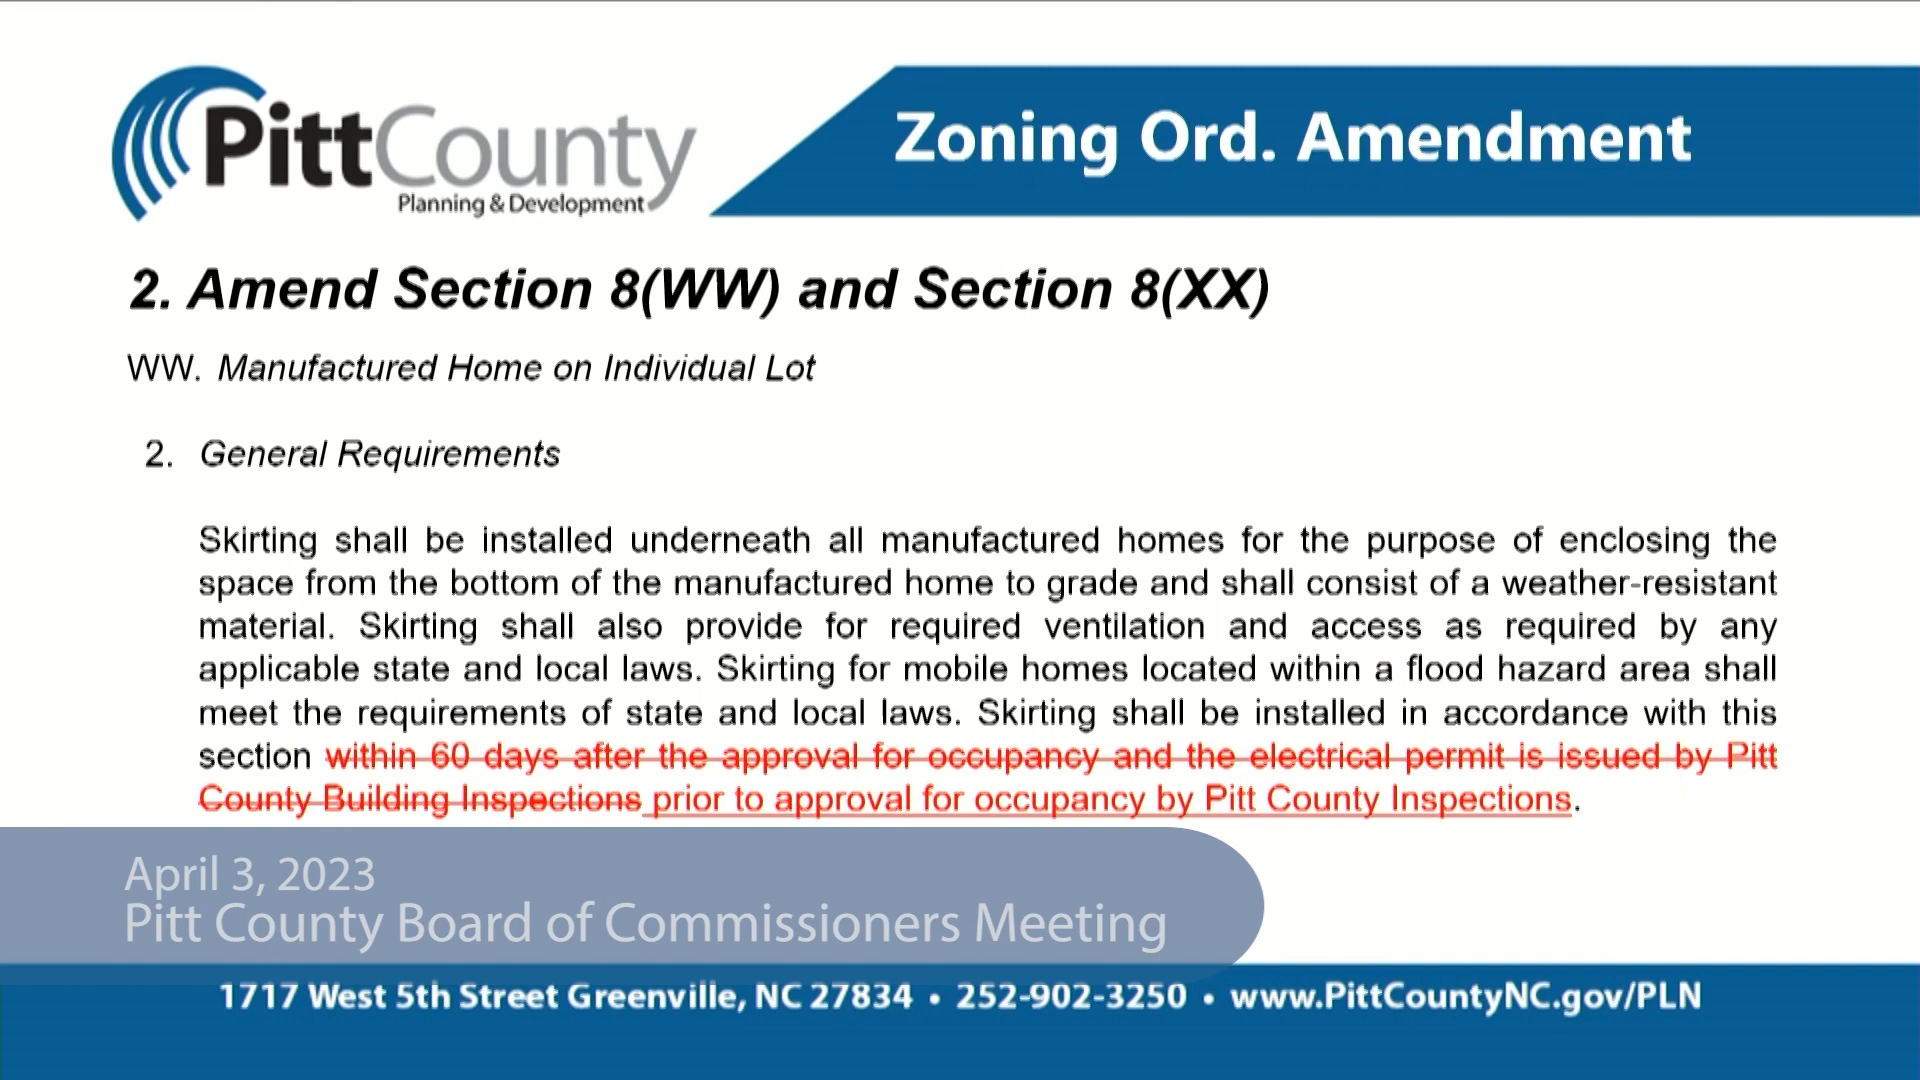 PittCounty
Planning & Development
Zoning Ord. Amendment
2. Amend Section 8(WW) and Section 8(XX)
WW. Manufactured Home on Individual Lot
2. General Requirements
Skirting shall be installed underneath all manufactured homes for the purpose of enclosing the
space from the bottom of the manufactured home to grade and shall consist of a weather-resistant
material. Skirting shall also provide for required ventilation and access as required by any
applicable state and local laws. Skirting for mobile homes located within a flood hazard area shall
meet the requirements of state and local laws. Skirting shall be installed in accordance with this
section within 60 days after the approval for occupancy and the electrical permit is issued by Pitt
County Building Inspections prior to approval for occupancy by Pitt County Inspections.
April 3, 2023
Pitt County Board of Commissioners Meeting
1717 West 5th Street Greenville, NC 27834 • 252-902-3250 • www.PittCountyNC.gov/PLN